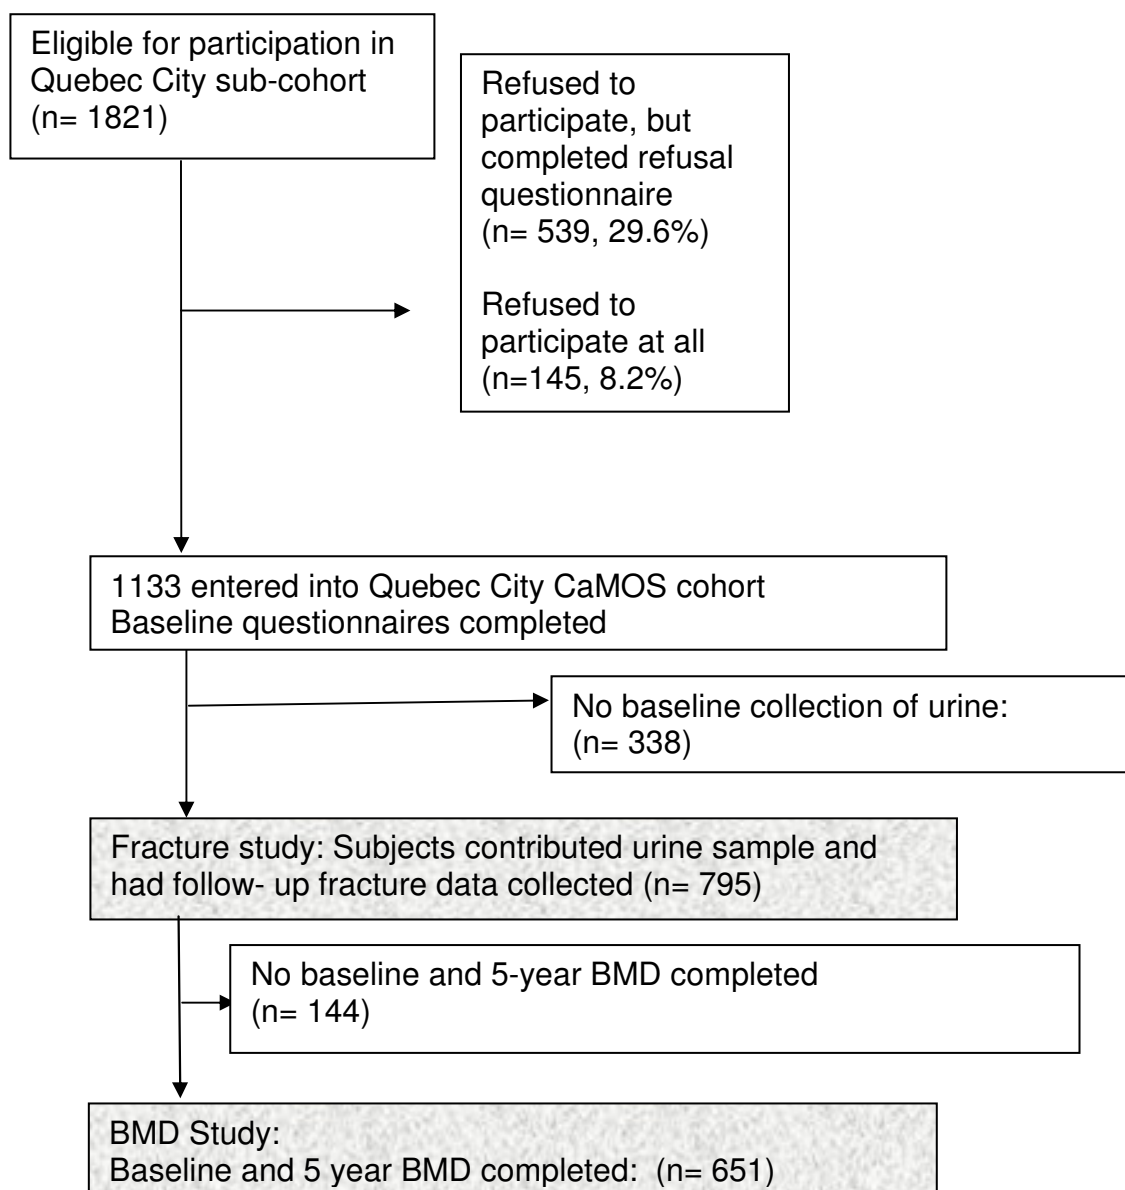 Eligible for participation in
Quebec City sub-cohort
(n= 1821)
Refused to
participate, but
completed refusal
questionnaire
(n= 539, 29.6%)
Refused to
participate at all
(n=145, 8.2%)
1133 entered into Quebec City CaMOS cohort
Baseline questionnaires completed
No baseline collection of urine:
(n= 338)
Fracture study: Subjects contributed urine sample and
had follow- up fracture data collected (n= 795)
No baseline and 5-year BMD completed
(n= 144)
BMD Study:
Baseline and 5 year BMD completed:  (n= 651)